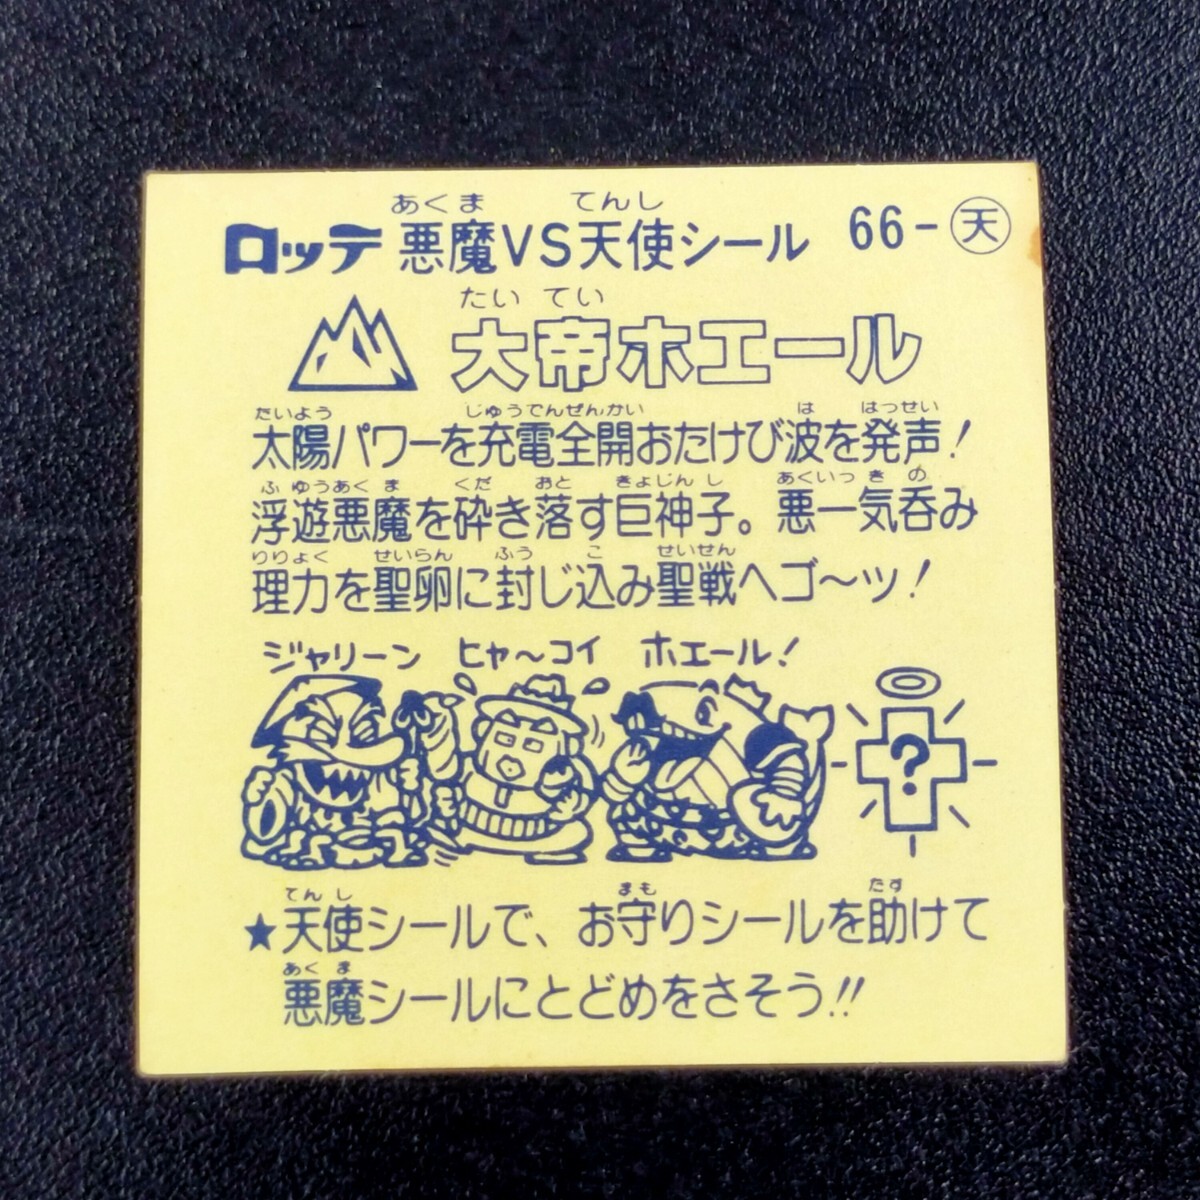 あくま てんし
ロッテ 悪魔VS天使シール 66-天
たい てい
大帝ホエール
たいよう じゅうでんぜんかい は はっせい
太陽パワーを充電全開おたけび波を発声!
ふ ゆうあく ま くだ おと きょじん し あくいっ き の
浮遊悪魔を砕き落す巨神子。悪一気呑み
りりょく せいらん ふう こ せいせん
理力を聖卵に封じ込み聖戦へゴ〜ッ!
ジャリーン ヒャ〜コイ ホエール!
?
てん し まも たす
★天使シールで、お守りシールを助けて
あく ま
悪魔シールにとどめをさそう!!